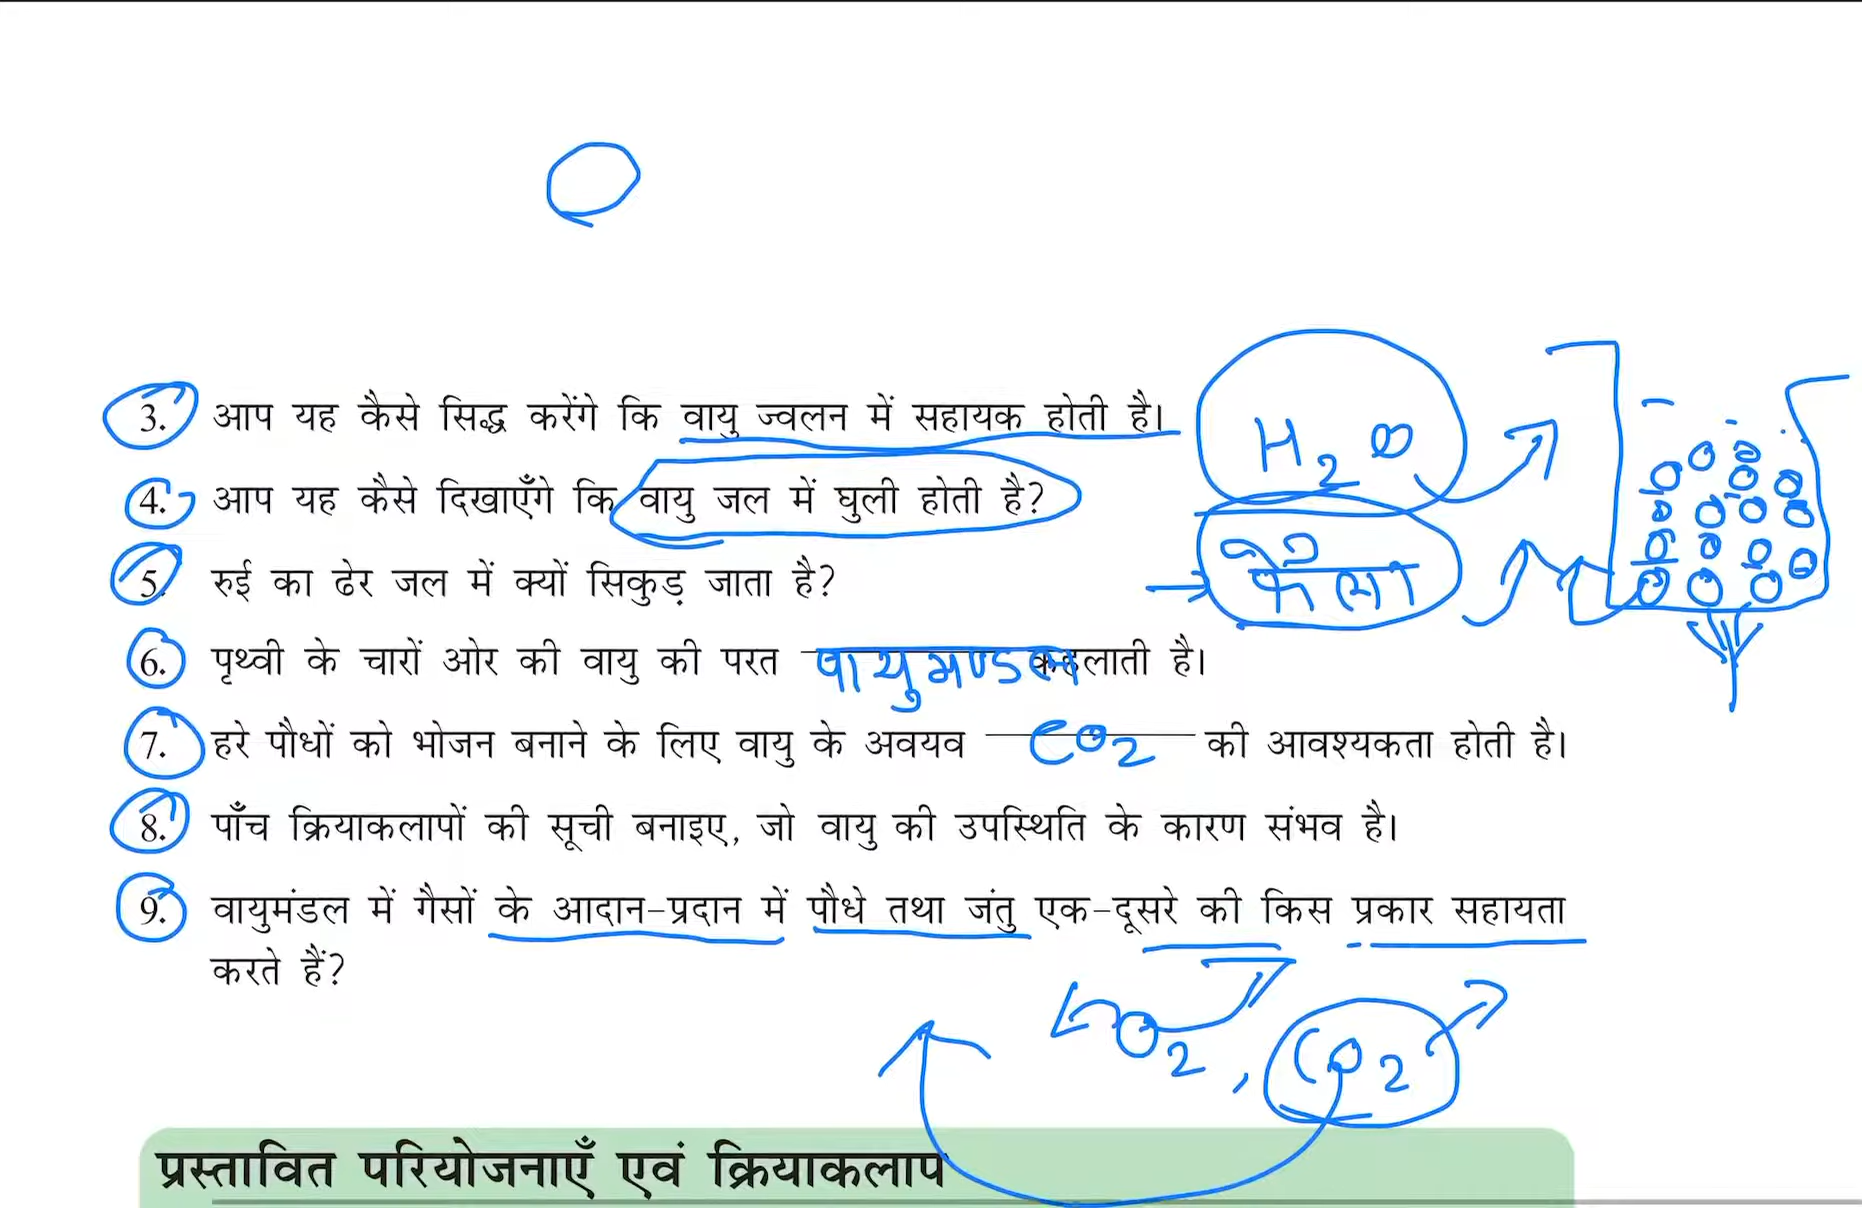 3. आप यह कैसे सिद्ध करेंगे कि वायु ज्वलन में सहायक होती है।
H2O
4. आप यह कैसे दिखाएँगे कि वायु जल में घुली होती है?
5. रुई का ढेर जल में क्यों सिकुड़ जाता है?
6. पृथ्वी के चारों ओर की वायु की परत वायुमण्डल कहलाती है।
7. हरे पौधों को भोजन बनाने के लिए वायु के अवयव CO2 की आवश्यकता होती है।
8. पाँच क्रियाकलापों की सूची बनाइए, जो वायु की उपस्थिति के कारण संभव है।
9. वायुमंडल में गैसों के आदान-प्रदान में पौधे तथा जंतु एक-दूसरे की किस प्रकार सहायता
करते हैं?
O2, CO2
प्रस्तावित परियोजनाएँ एवं क्रियाकलाप